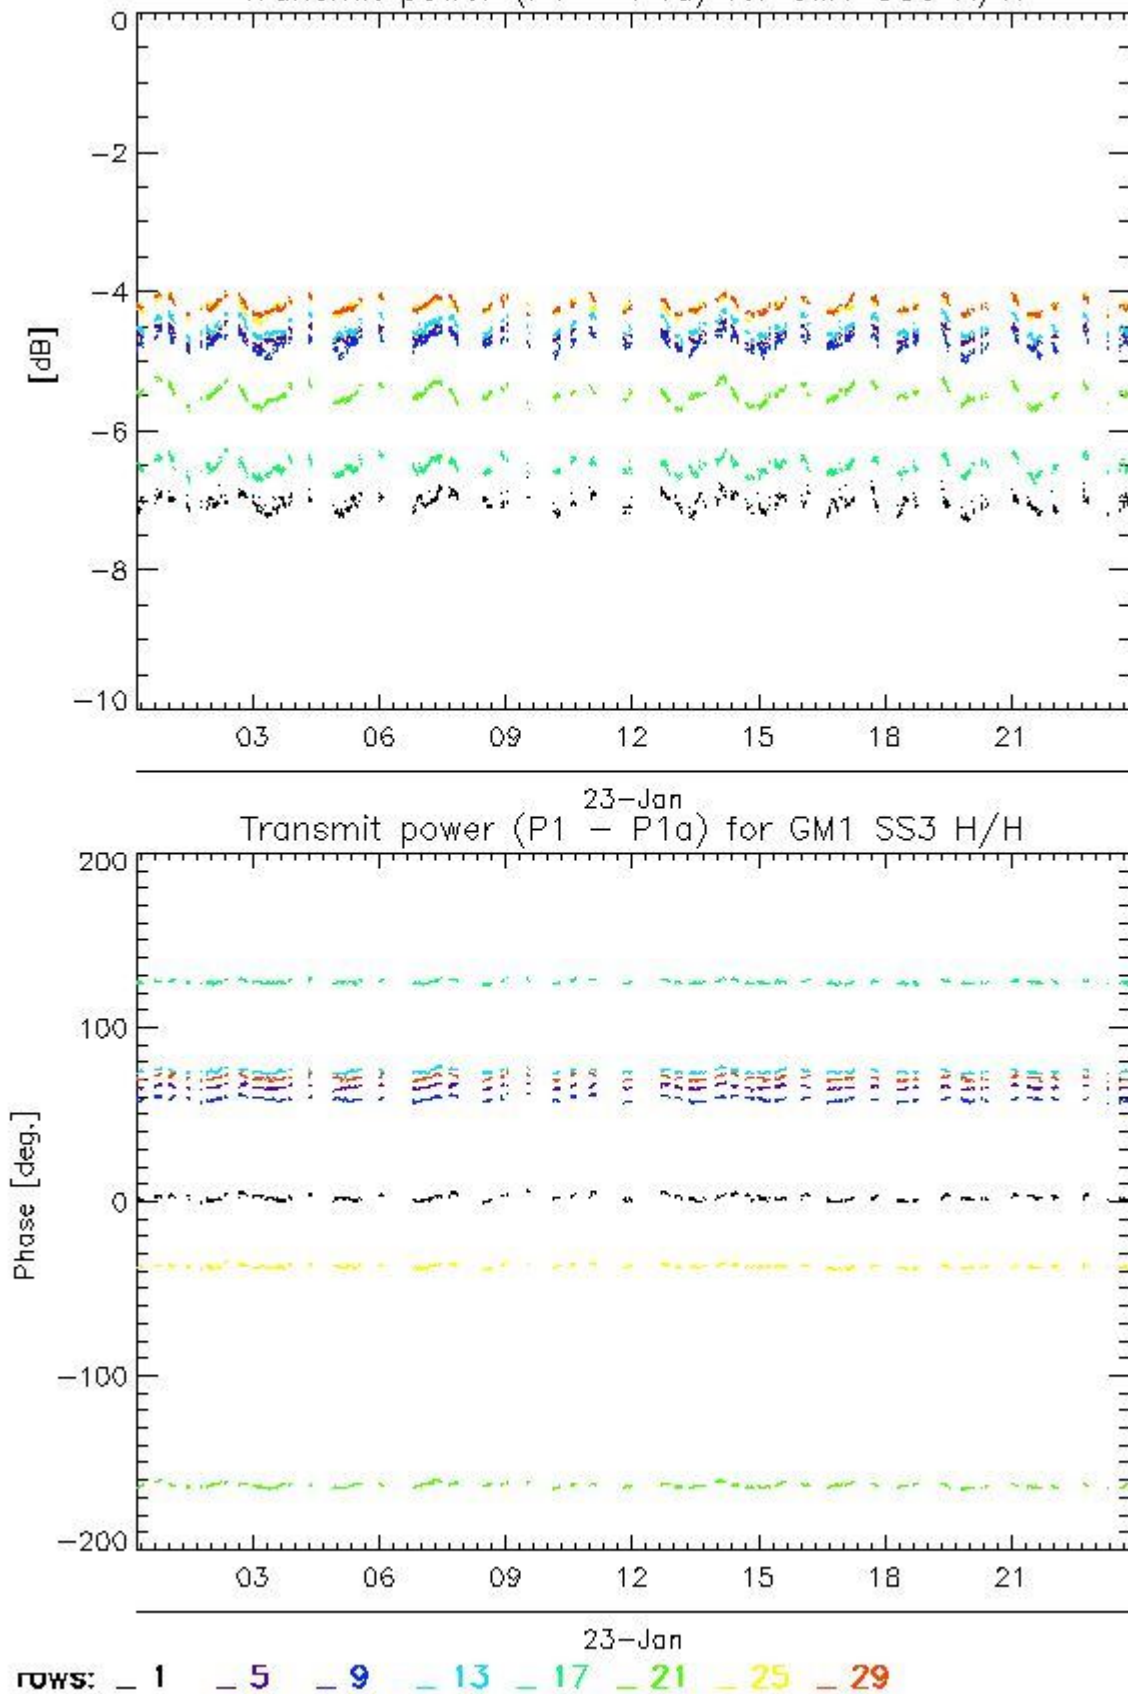 0
−2
−4
[dB]
−6
−8
−10
03 06 09 12 15 18 21
23−Jan
Transmit power (P1 − P1a) for GM1 SS3 H/H
200
100
Phase [deg.]
0
−100
−200
03 06 09 12 15 18 21
23−Jan
rows: _ 1 _ 5 _ 9 _ 13 _ 17 _ 21 _ 25 _ 29